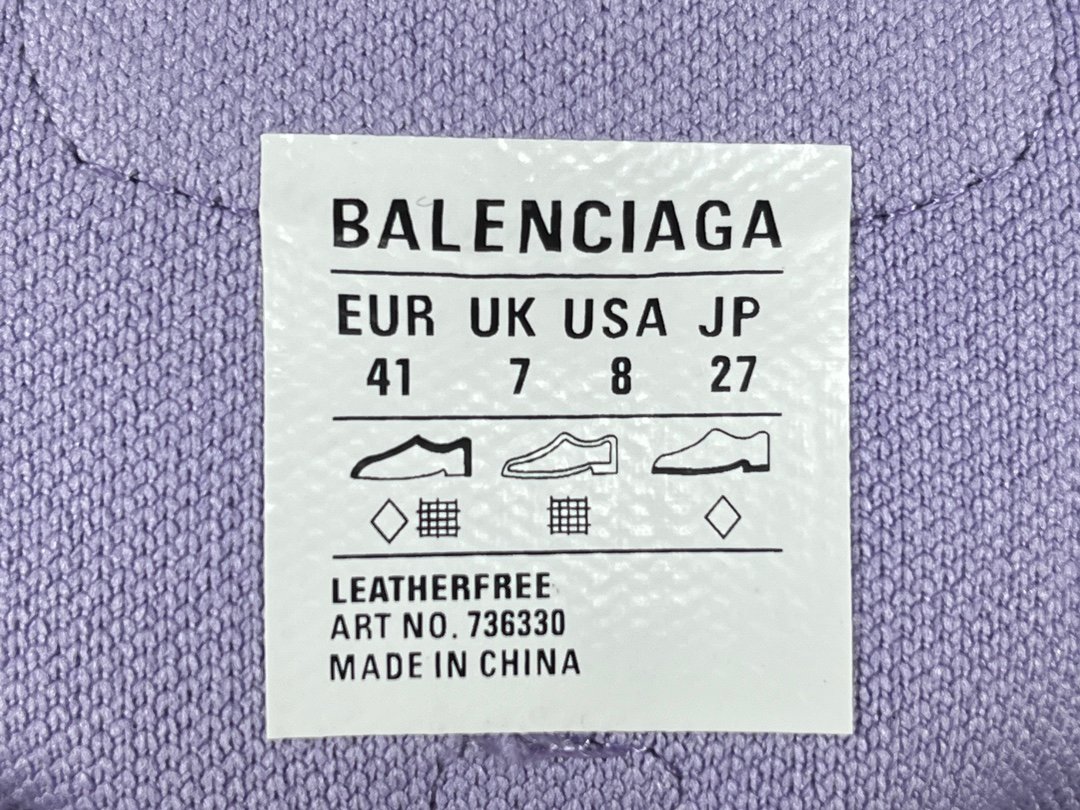 BALENCIAGA
EUR UK USA JP
41 7 8 27
LEATHERFREE
ART NO. 736330
MADE IN CHINA